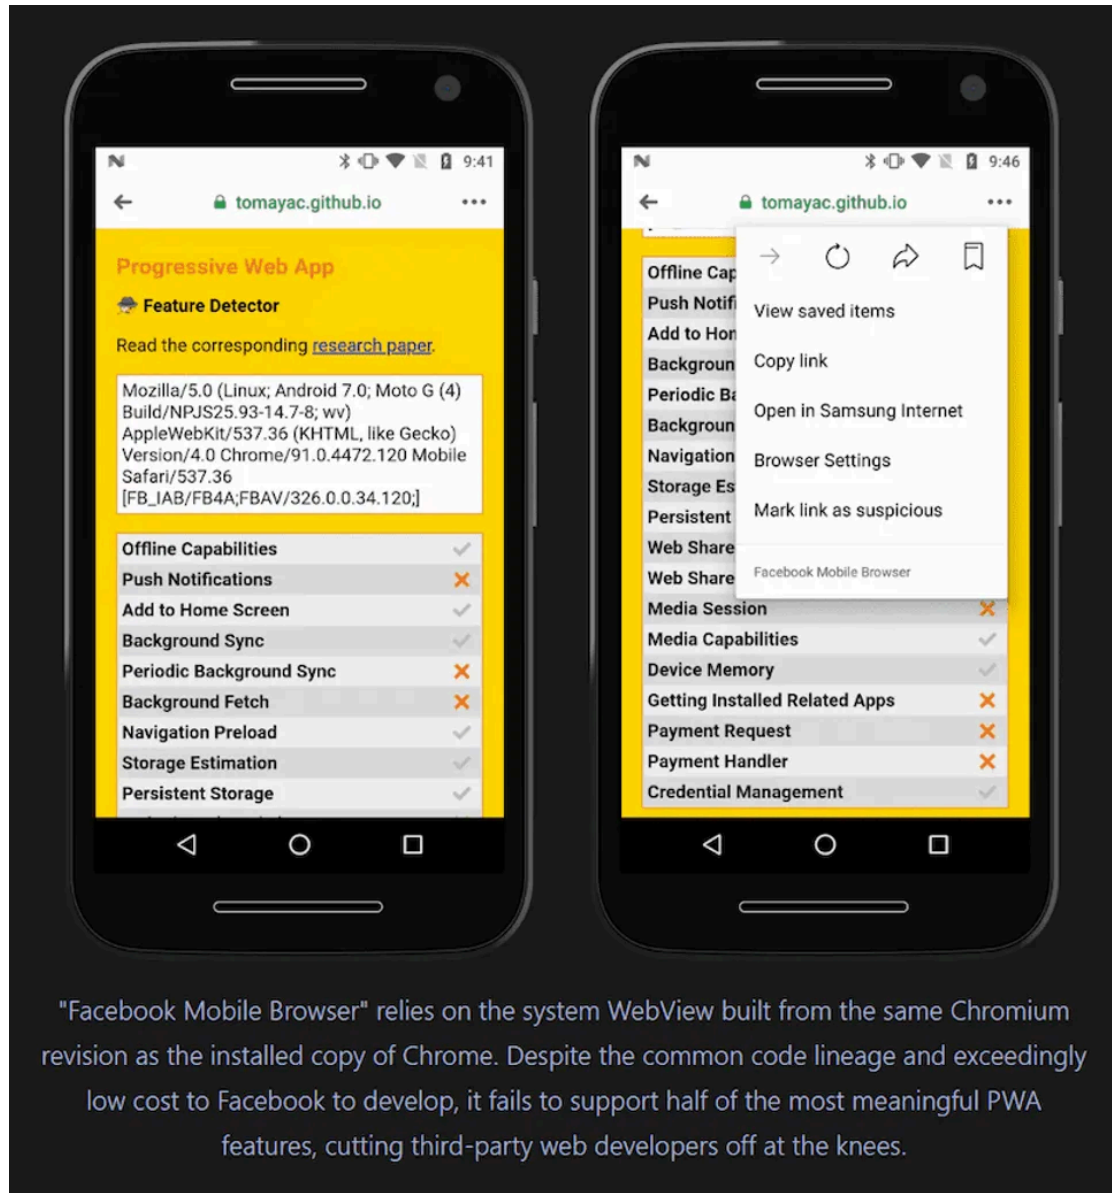 9:41
tomayac.github.io
Progressive Web App
Feature Detector
Read the corresponding research paper.
Mozilla/5.0 (Linux; Android 7.0; Moto G (4)
Build/NPJS25.93-14.7-8; wv)
AppleWebKit/537.36 (KHTML, like Gecko)
Version/4.0 Chrome/91.0.4472.120 Mobile
Safari/537.36
[FB_IAB/FB4A;FBAV/326.0.0.34.120;]
Offline Capabilities
Push Notifications
Add to Home Screen
Background Sync
Periodic Background Sync
Background Fetch
Navigation Preload
Storage Estimation
Persistent Storage
9:46
tomayac.github.io
Offline Cap
Push Notif
Add to Hon
Backgroun
Periodic Ba
Backgroun
Navigation
Storage Es
Persistent
Web Share
Web Share
View saved items
Copy link
Open in Samsung Internet
Browser Settings
Mark link as suspicious
Facebook Mobile Browser
Media Session
Media Capabilities
Device Memory
Getting Installed Related Apps
Payment Request
Payment Handler
Credential Management
"Facebook Mobile Browser" relies on the system WebView built from the same Chromium
revision as the installed copy of Chrome. Despite the common code lineage and exceedingly
low cost to Facebook to develop, it fails to support half of the most meaningful PWA
features, cutting third-party web developers off at the knees.